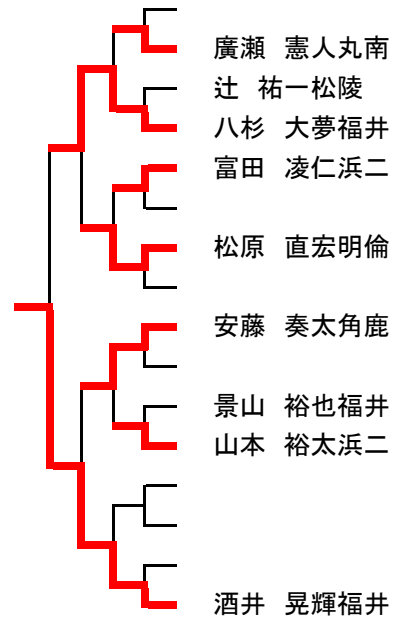 廣瀬　憲人丸南
辻　祐一松陵
八杉　大夢福井
富田　凌仁浜二
松原　直宏明倫
安藤　奏太角鹿
景山　裕也福井
山本　裕太浜二
酒井　晃輝福井